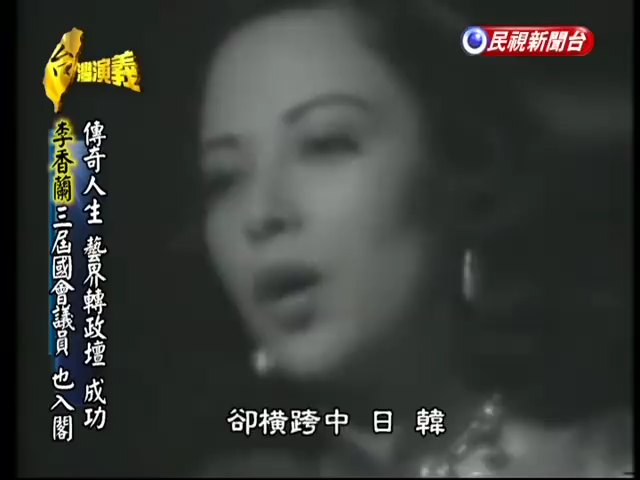 台灣演義
民視新聞台
傳奇人生 藝界轉政壇 成功
李香蘭 三屆國會議員 也入閣
卻橫跨中 日 韓